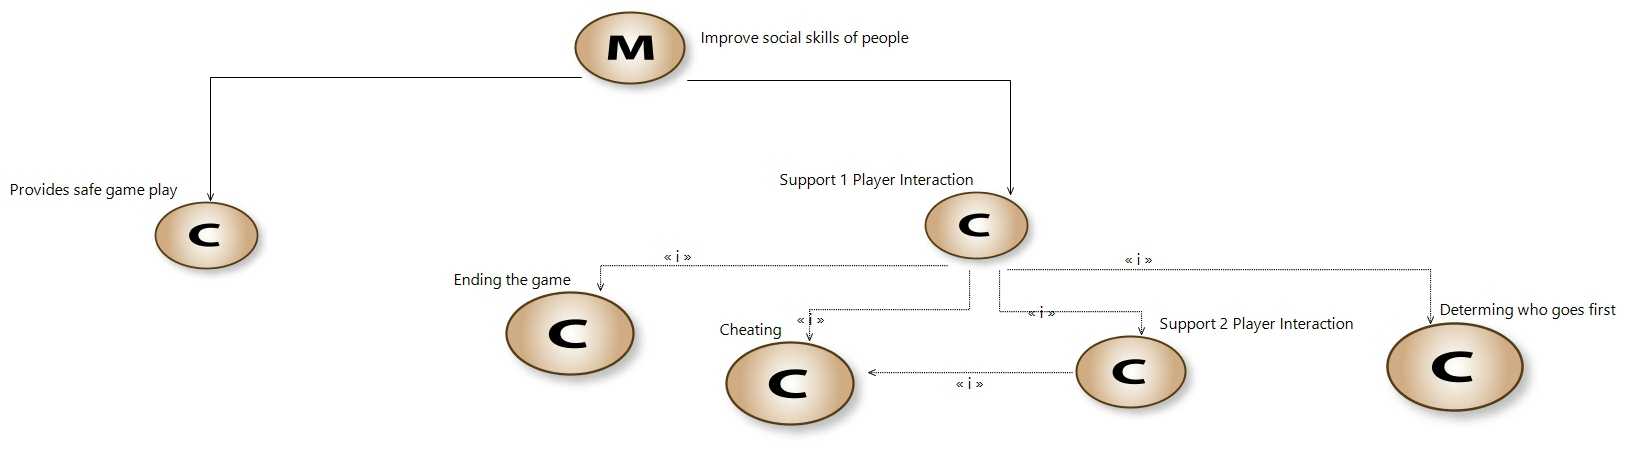 M
Improve social skills of people
Provides safe game play
C
Support 1 Player Interaction
C
« i »
« i »
Ending the game
C
« i »
« i »
Cheating
C
Support 2 Player Interaction
C
« i »
Determing who goes first
C